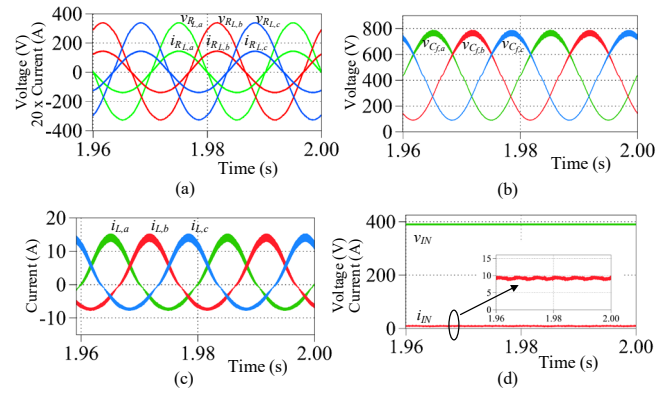 400
200
0
-200
-400
Voltage (V)
20 x Current (A)
v_{R_L,a} v_{R_L,b} v_{R_L,c}
i_{R_L,a} i_{R_L,b} i_{R_L,c}
1.96 1.98 2.00
Time (s)
(a)
800
600
400
200
0
Voltage (V)
v_{C_f,a} v_{C_f,b} v_{C_f,c}
1.96 1.98 2.00
Time (s)
(b)
20
10
0
-10
Current (A)
i_{L,a} i_{L,b} i_{L,c}
1.96 1.98 2.00
Time (s)
(c)
400
200
0
Voltage (V)
Current (A)
v_{IN}
15
10
5
0
1.96 1.98 2.00
i_{IN}
1.96 1.98 2.00
Time (s)
(d)